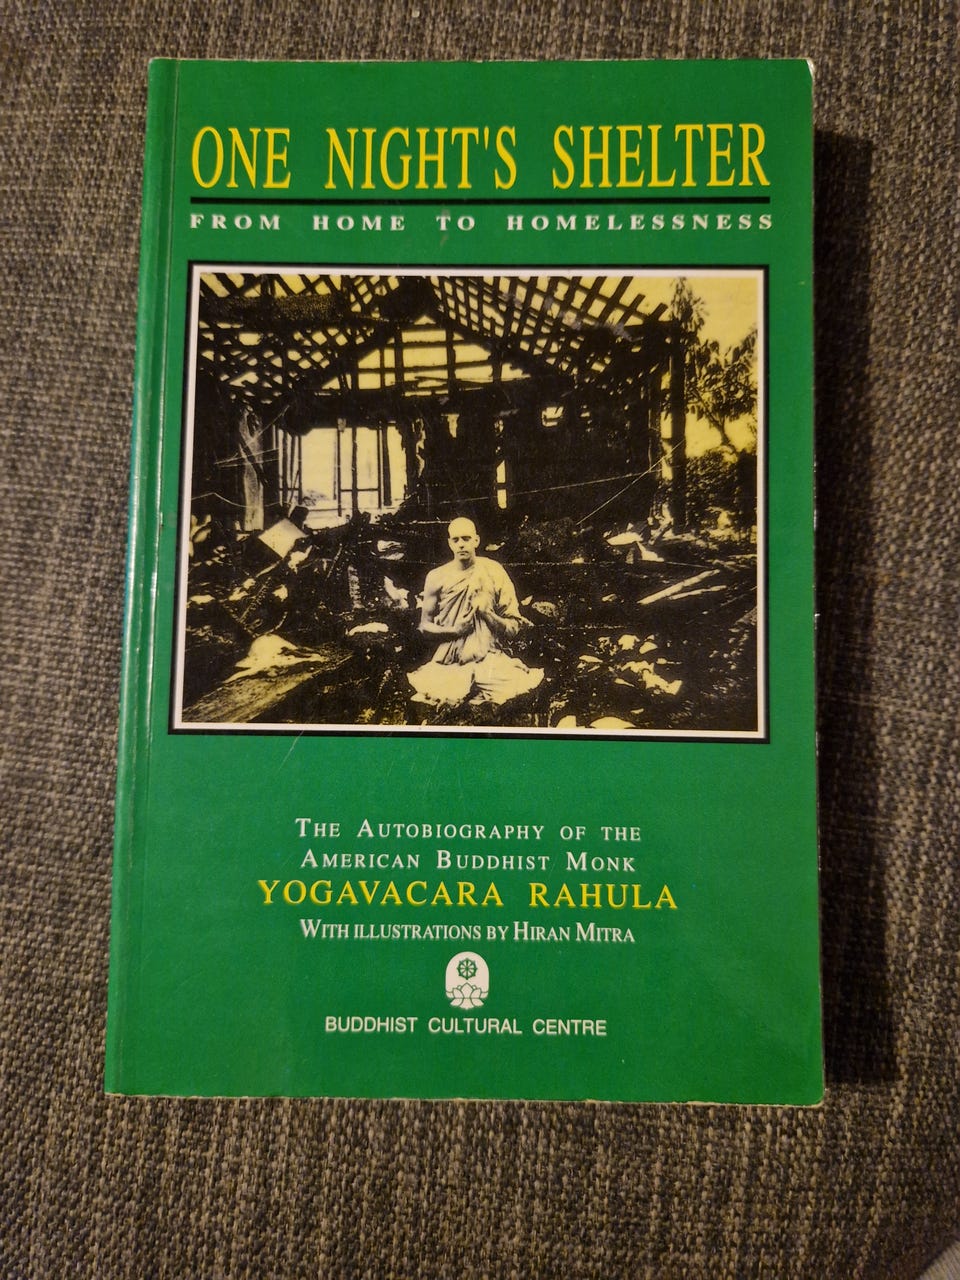 ONE NIGHT'S SHELTER
FROM HOME TO HOMELESSNESS
THE AUTOBIOGRAPHY OF THE
AMERICAN BUDDHIST MONK
YOGAVACARA RAHULA
WITH ILLUSTRATIONS BY HIRAN MITRA
BUDDHIST CULTURAL CENTRE